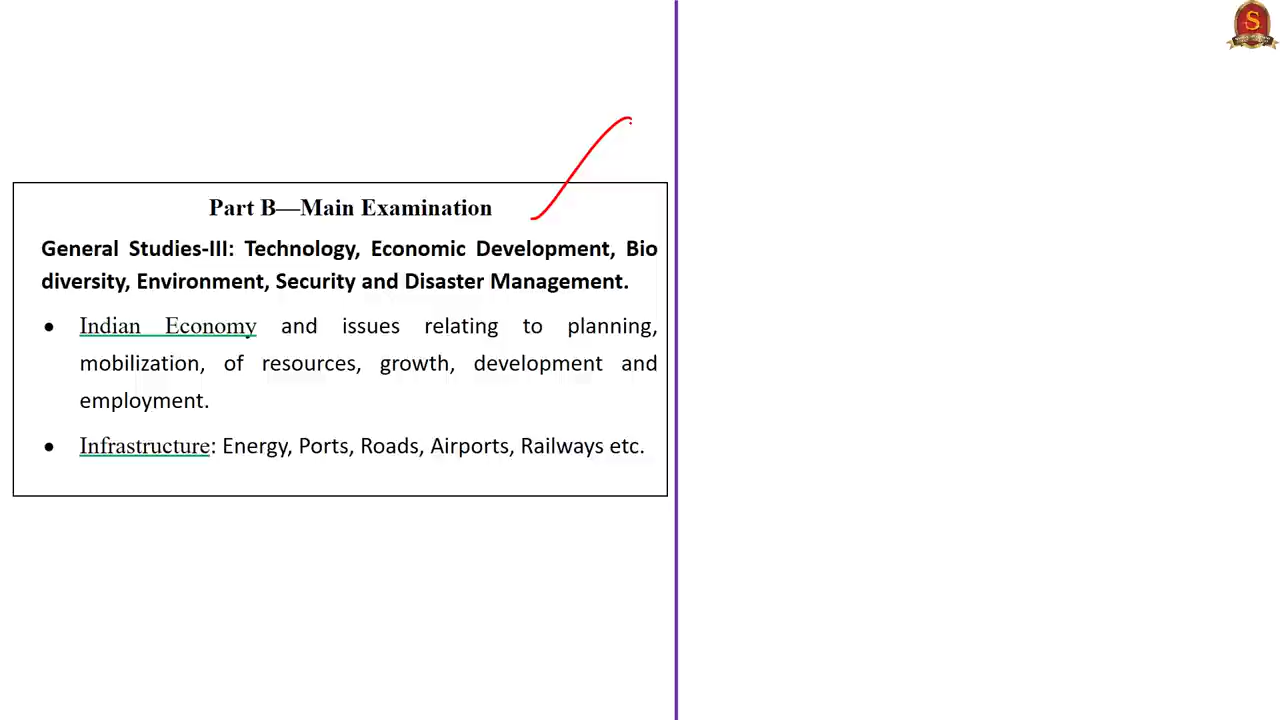 S
Part B—Main Examination
General Studies-III: Technology, Economic Development, Bio
diversity, Environment, Security and Disaster Management.
• Indian Economy and issues relating to planning,
mobilization, of resources, growth, development and
employment.
• Infrastructure: Energy, Ports, Roads, Airports, Railways etc.